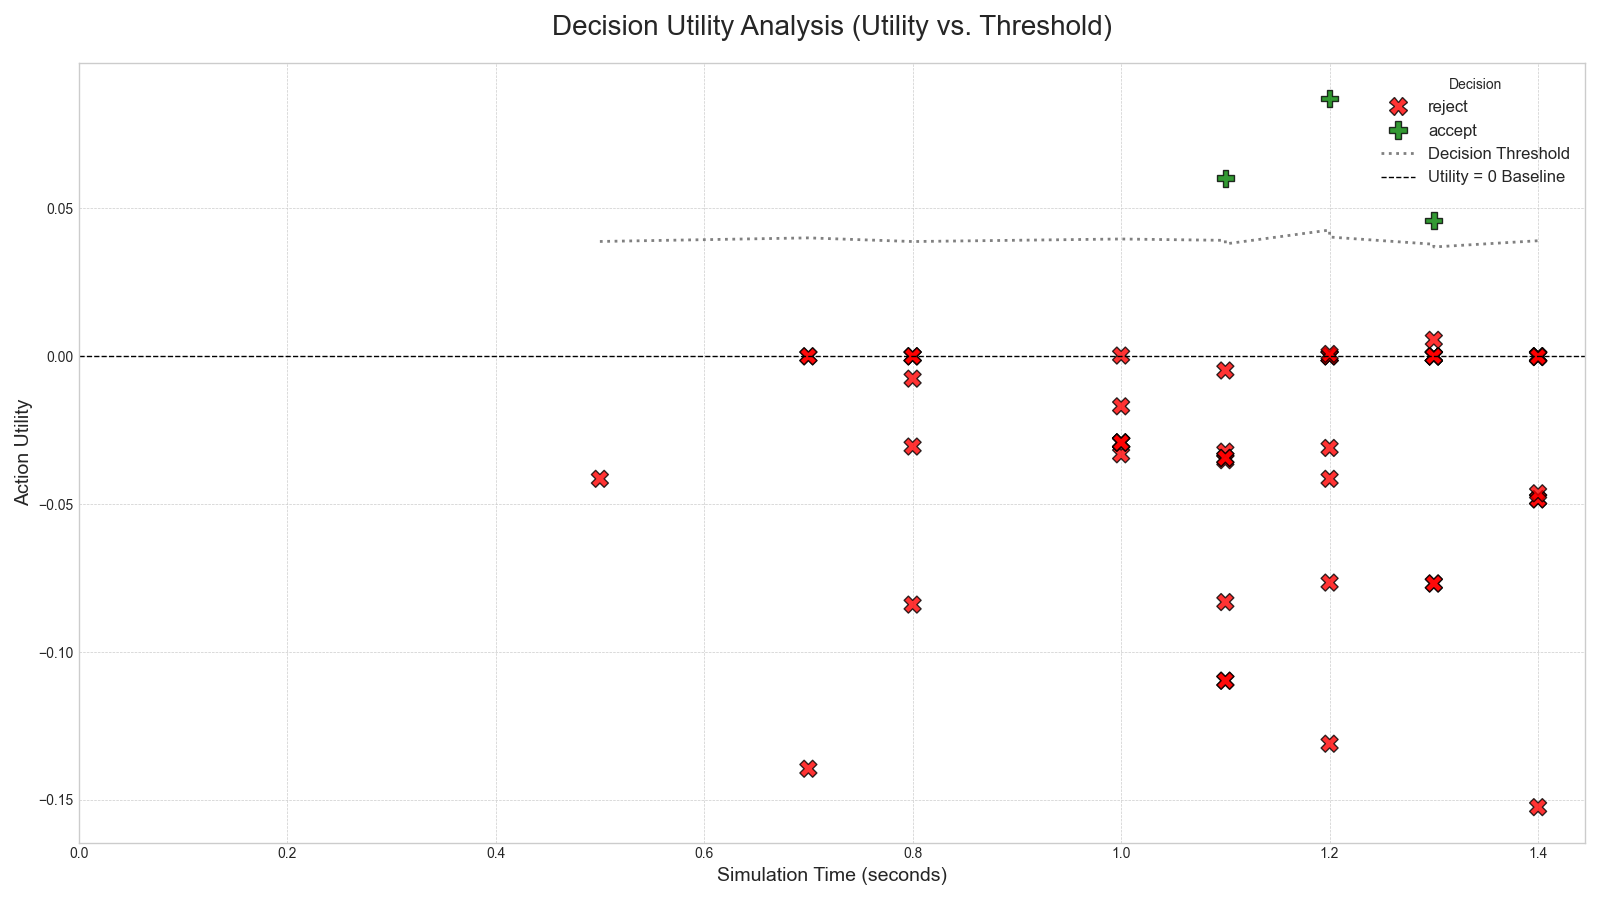 Decision Utility Analysis (Utility vs. Threshold)
Decision
reject
accept
Decision Threshold
Utility = 0 Baseline
Action Utility
0.05
0.00
−0.05
−0.10
−0.15
0.0 0.2 0.4 0.6 0.8 1.0 1.2 1.4
Simulation Time (seconds)